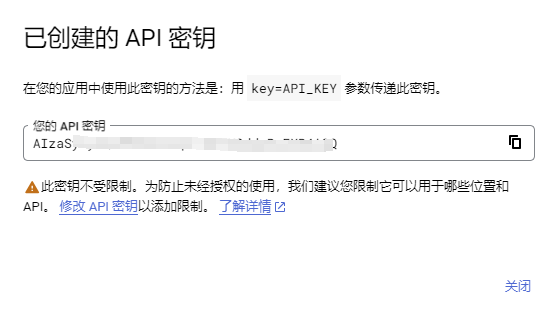 已创建的 API 密钥
在您的应用中使用此密钥的方法是：用 key=API_KEY 参数传递此密钥。
您的 API 密钥
AIzaSy
此密钥不受限制。为防止未经授权的使用，我们建议您限制它可以用于哪些位置和
API。 修改 API 密钥以添加限制。 了解详情
关闭